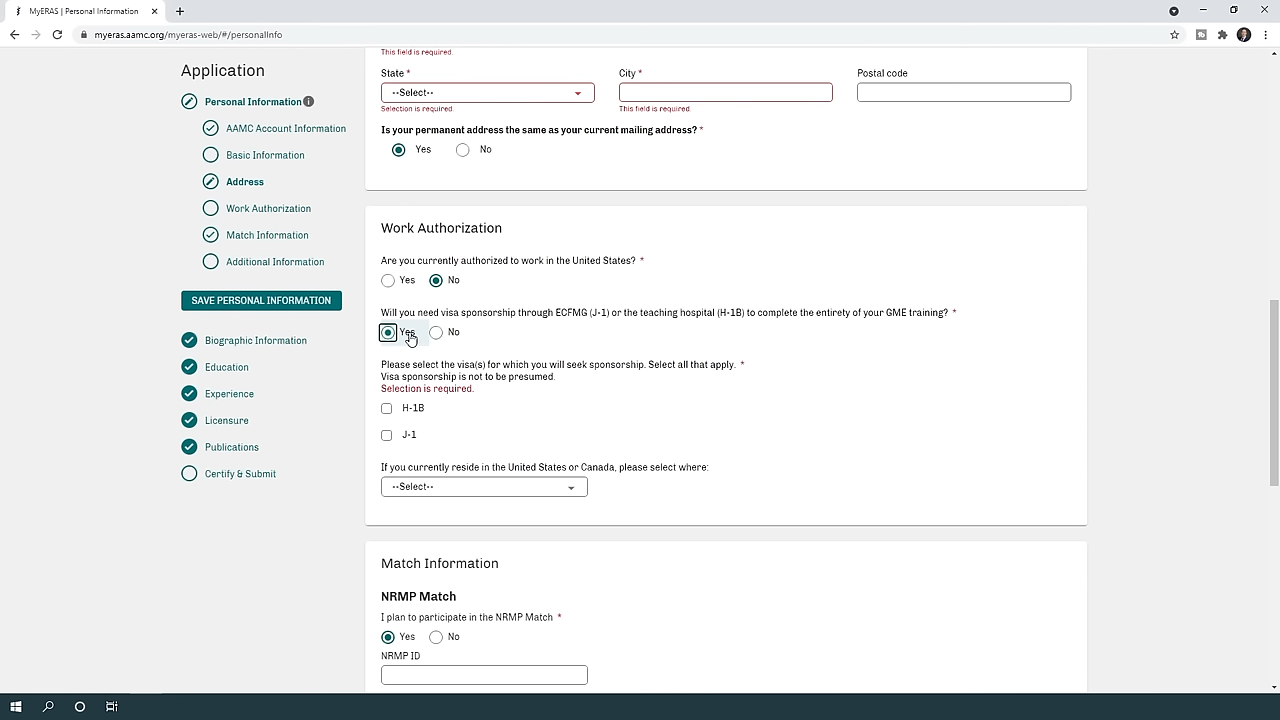 MyERAS | Personal Information
myeras.aamc.org/myeras-web/#/personalInfo
Application
Personal Information
AAMC Account Information
Basic Information
Address
Work Authorization
Match Information
Additional Information
SAVE PERSONAL INFORMATION
Biographic Information
Education
Experience
Licensure
Publications
Certify & Submit
This field is required.
State * City * Postal code
--Select--
Selection is required. This field is required.
Is your permanent address the same as your current mailing address? *
Yes No
Work Authorization
Are you currently authorized to work in the United States? *
Yes No
Will you need visa sponsorship through ECFMG (J-1) or the teaching hospital (H-1B) to complete the entirety of your GME training? *
Yes No
Please select the visa(s) for which you will seek sponsorship. Select all that apply. *
Visa sponsorship is not to be presumed.
Selection is required.
H-1B
J-1
If you currently reside in the United States or Canada, please select where:
--Select--
Match Information
NRMP Match
I plan to participate in the NRMP Match *
Yes No
NRMP ID